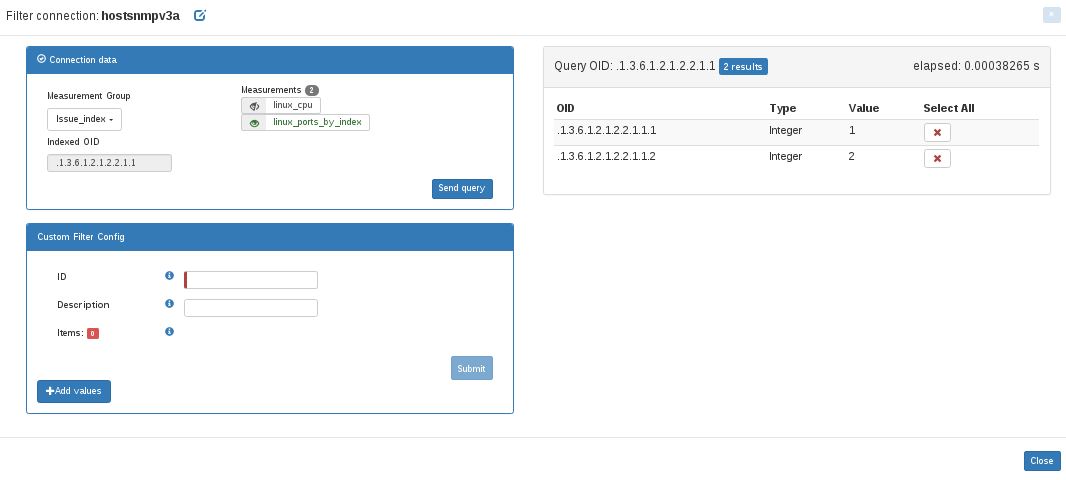 Filter connection: hostsnmpv3a
×
Connection data
Measurement Group
Issue_index
Indexed OID
.1.3.6.1.2.1.2.2.1.1
Measurements 2
linux_cpu
linux_ports_by_index
Send query
Custom Filter Config
ID
Description
Items: 0
Submit
Add values
Query OID: .1.3.6.1.2.1.2.2.1.1 2 results elapsed: 0.00038265 s
OID Type Value Select All
.1.3.6.1.2.1.2.2.1.1.1 Integer 1
.1.3.6.1.2.1.2.2.1.1.2 Integer 2
Close